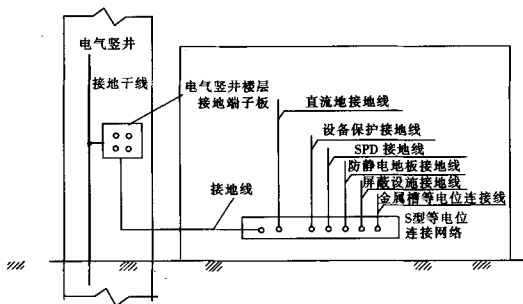 电气竖井
接地干线
电气竖井楼层
接地端子板
直流地接地线
设备保护接地线
SPD 接地线
防静电地板接地线
屏蔽设施接地线
金属槽等电位连接线
接地线
S型等电位
连接网络